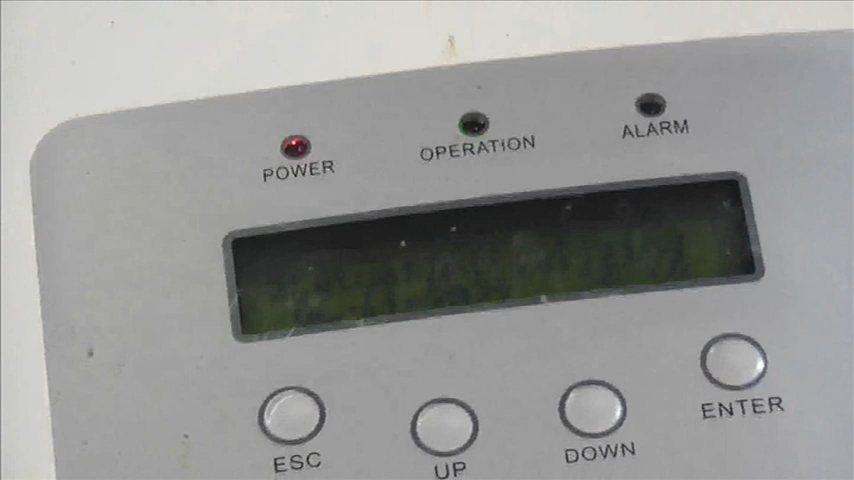 POWER
OPERATION
ALARM
ESC
UP
DOWN
ENTER